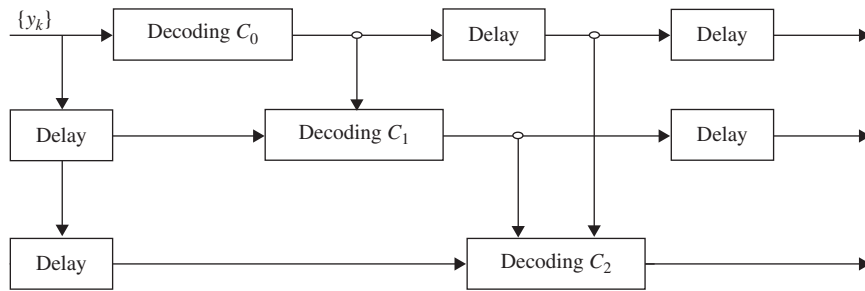 {y_k}
Decoding C_0
Delay
Delay
Delay
Decoding C_1
Delay
Delay
Decoding C_2